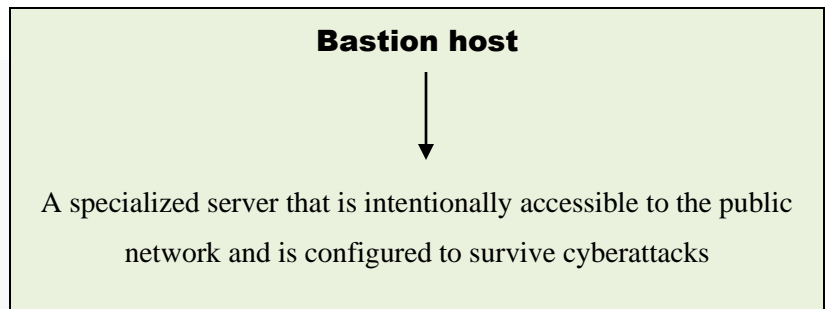 Bastion host
A specialized server that is intentionally accessible to the public
network and is configured to survive cyberattacks